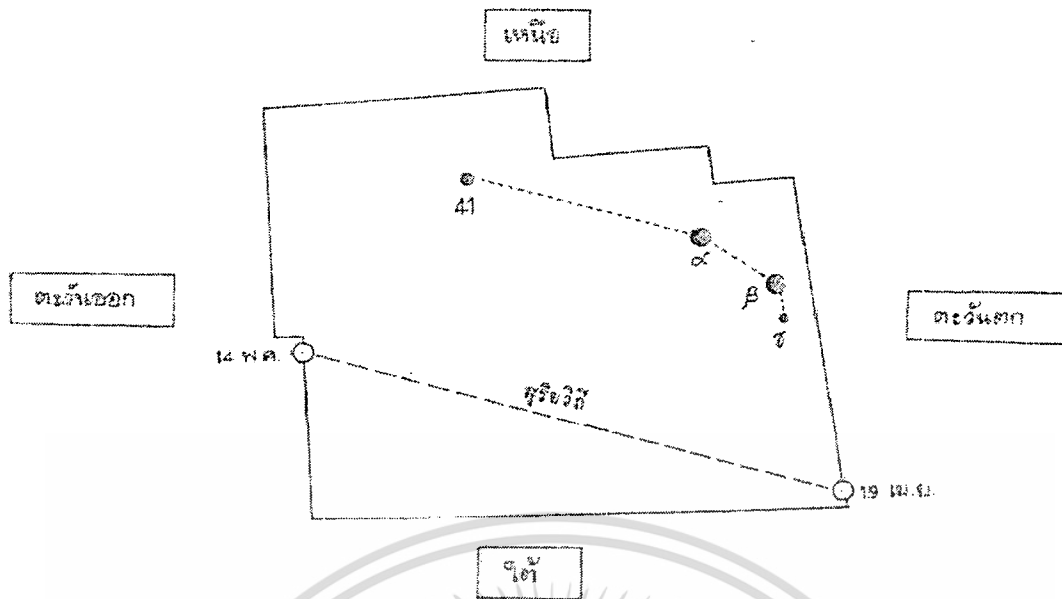 เหนือ
41
α
β
γ
ตะวันออก
ตะวันตก
14 พ.ค.
สุริยวิถี
19 เม.ย.
ใต้